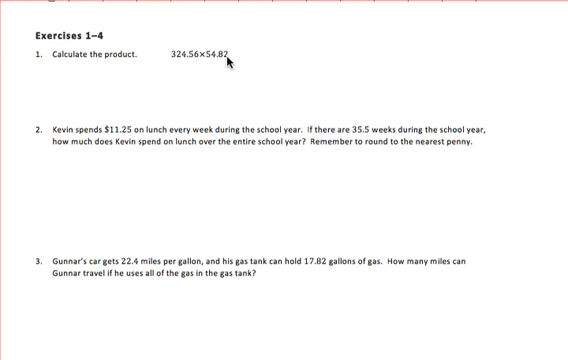 Exercises 1–4
1. Calculate the product. 324.56×54.82
2. Kevin spends $11.25 on lunch every week during the school year. If there are 35.5 weeks during the school year,
how much does Kevin spend on lunch over the entire school year? Remember to round to the nearest penny.
3. Gunnar's car gets 22.4 miles per gallon, and his gas tank can hold 17.82 gallons of gas. How many miles can
Gunnar travel if he uses all of the gas in the gas tank?